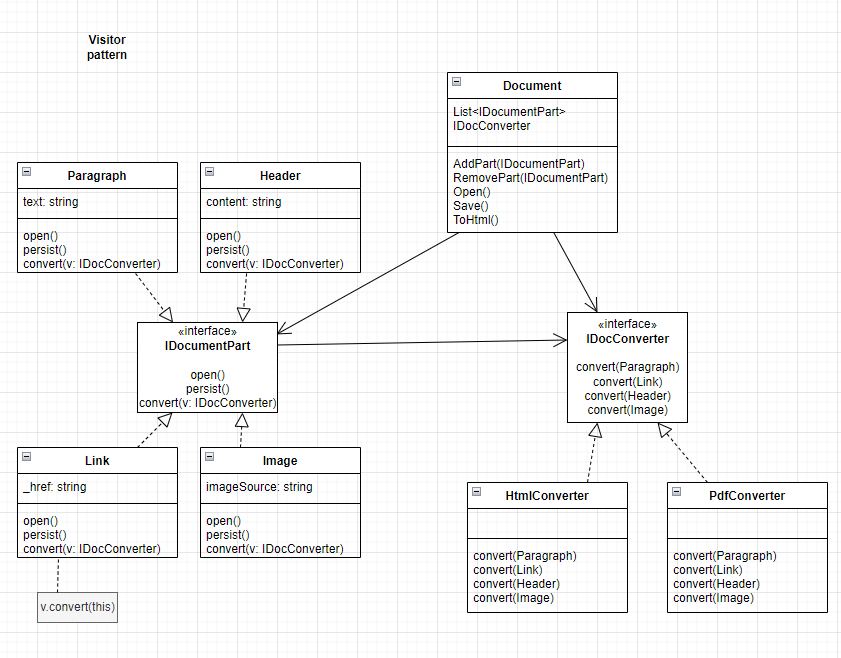 Visitor
pattern
Document
List<IDocumentPart>
IDocConverter
AddPart(IDocumentPart)
RemovePart(IDocumentPart)
Open()
Save()
ToHtml()
Paragraph
text: string
open()
persist()
convert(v: IDocConverter)
Header
content: string
open()
persist()
convert(v: IDocConverter)
«interface»
IDocumentPart
open()
persist()
convert(v: IDocConverter)
«interface»
IDocConverter
convert(Paragraph)
convert(Link)
convert(Header)
convert(Image)
Link
_href: string
open()
persist()
convert(v: IDocConverter)
Image
imageSource: string
open()
persist()
convert(v: IDocConverter)
HtmlConverter
convert(Paragraph)
convert(Link)
convert(Header)
convert(Image)
PdfConverter
convert(Paragraph)
convert(Link)
convert(Header)
convert(Image)
v.convert(this)